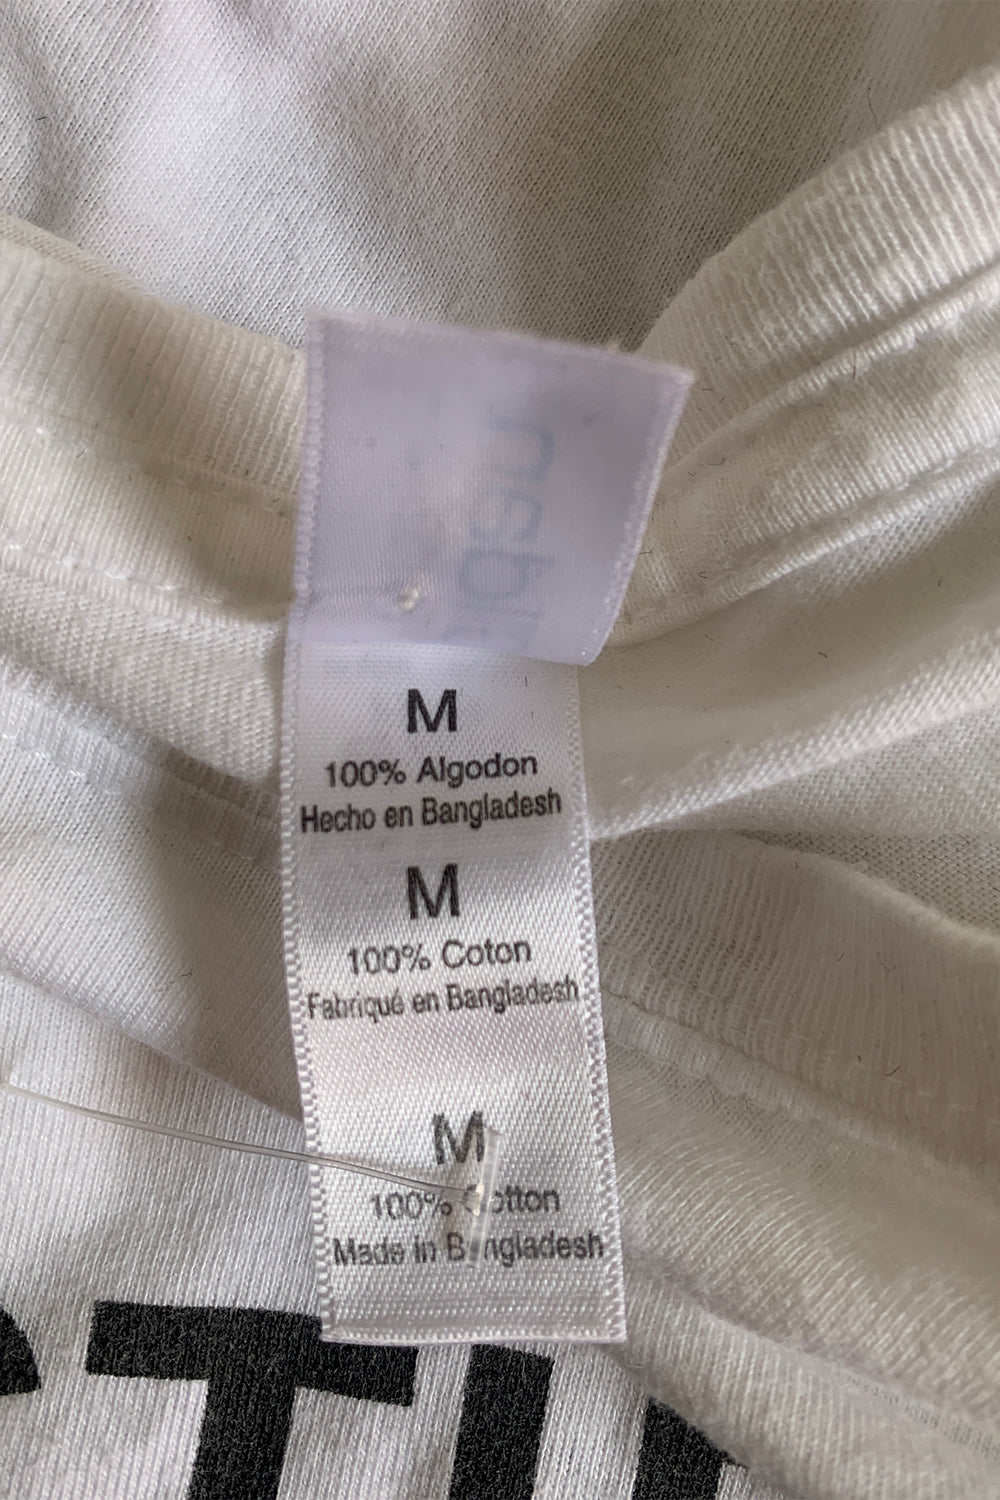 M
100% Algodon
Hecho en Bangladesh
M
100% Coton
Fabriqué en Bangladesh
M
100% Cotton
Made in Bangladesh